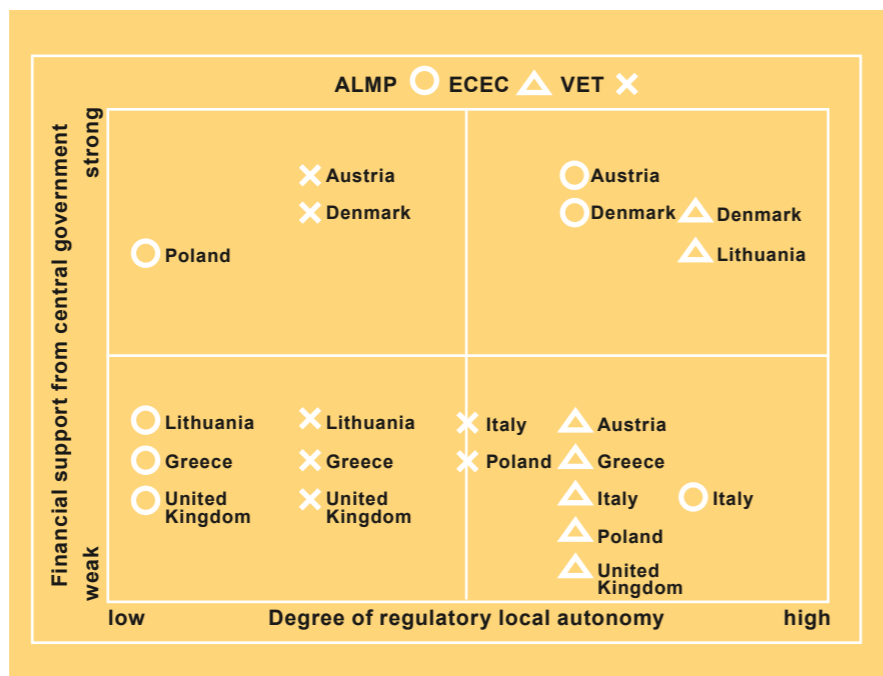 ALMP ECEC VET
Financial support from central government
strong
weak
Austria
Denmark
Poland
Austria
Denmark
Denmark
Lithuania
Lithuania
Greece
United
Kingdom
Lithuania
Greece
United
Kingdom
Italy
Poland
Austria
Greece
Italy
Poland
United
Kingdom
Italy
low Degree of regulatory local autonomy high